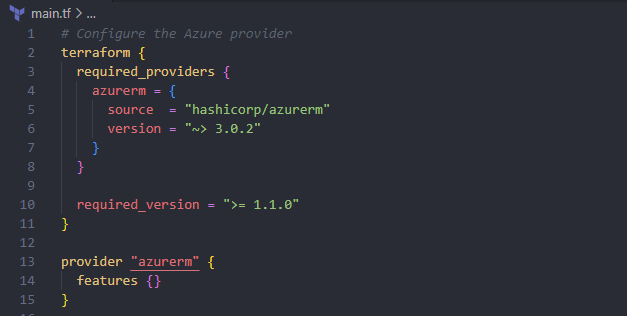 main.tf > ...
1 # Configure the Azure provider
2 terraform {
3   required_providers {
4     azurerm = {
5       source  = "hashicorp/azurerm"
6       version = "~> 3.0.2"
7     }
8   }
9
10   required_version = ">= 1.1.0"
11 }
12
13 provider "azurerm" {
14   features {}
15 }